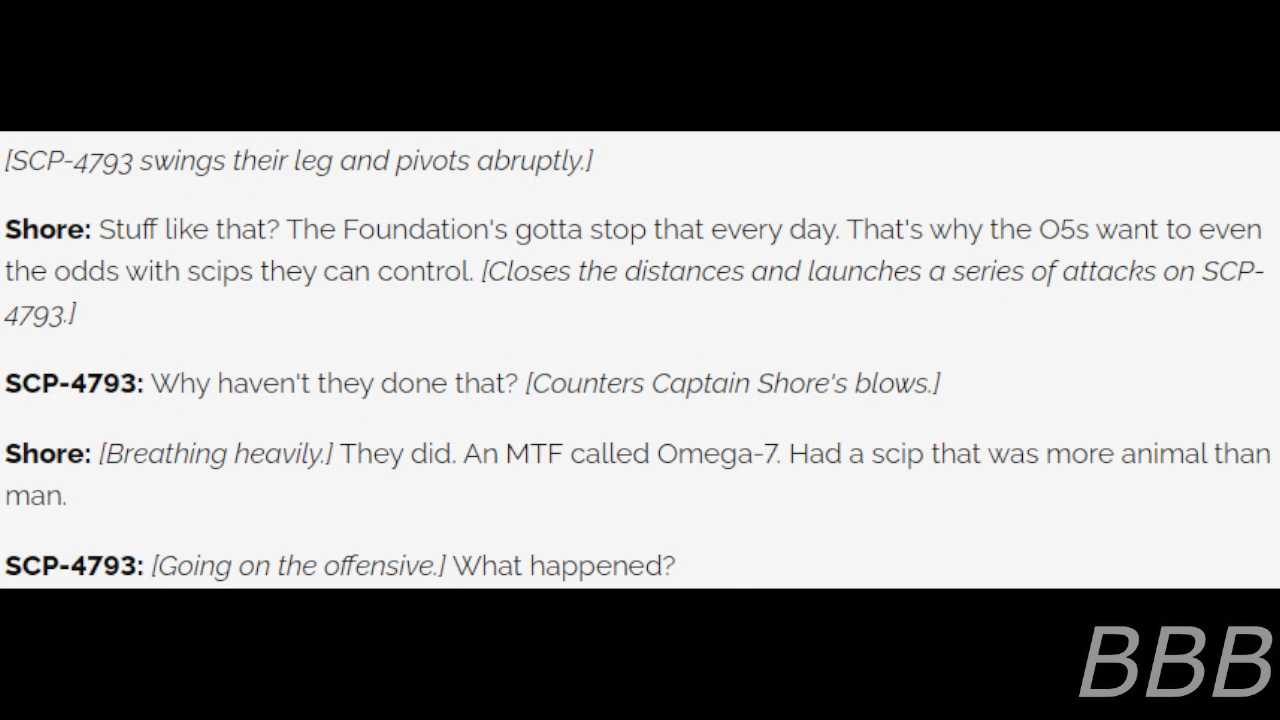 [SCP-4793 swings their leg and pivots abruptly.]
Shore: Stuff like that? The Foundation's gotta stop that every day. That's why the O5s want to even
the odds with scips they can control. [Closes the distances and launches a series of attacks on SCP-
4793.]
SCP-4793: Why haven't they done that? [Counters Captain Shore's blows.]
Shore: [Breathing heavily.] They did. An MTF called Omega-7. Had a scip that was more animal than
man.
SCP-4793: [Going on the offensive.] What happened?
BBB